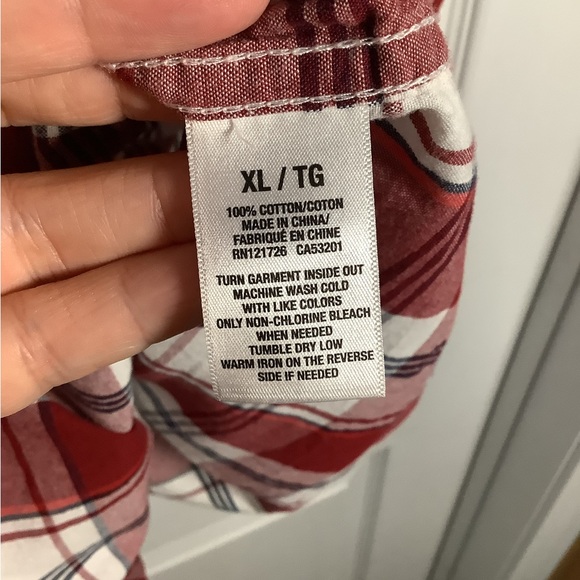 XL / TG
100% COTTON/COTON
MADE IN CHINA/
FABRIQUÉ EN CHINE
RN121726 CA53201
TURN GARMENT INSIDE OUT
MACHINE WASH COLD
WITH LIKE COLORS
ONLY NON-CHLORINE BLEACH
WHEN NEEDED
TUMBLE DRY LOW
WARM IRON ON THE REVERSE
SIDE IF NEEDED